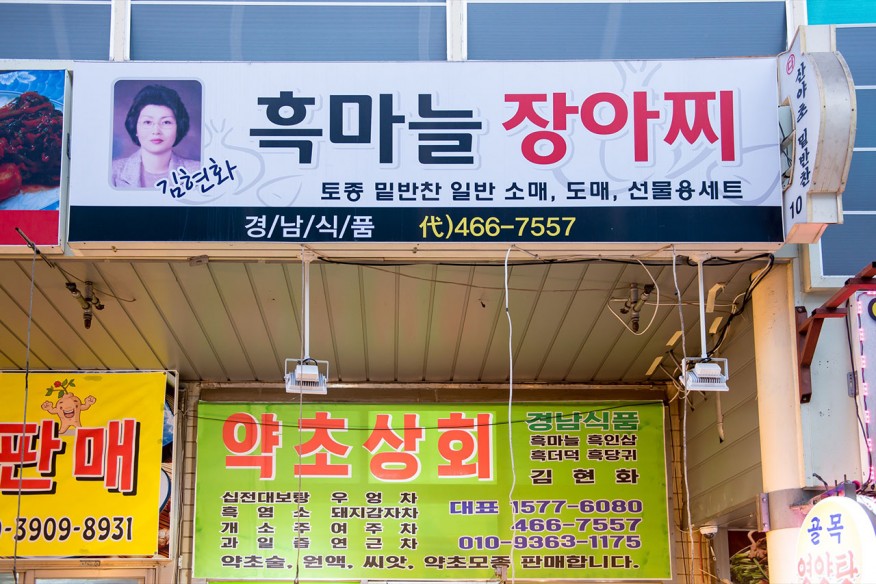 흑마늘 장아찌
김현화
토종 밑반찬 일반 소매, 도매, 선물용세트
경/남/식/품 代)466-7557
산야초 밑반찬
10
판매
-3909-8931
약초상회
경남식품
흑마늘 흑인삼
흑더덕 흑당귀
김현화
십전대보탕 우엉차
흑염소 돼지감자차
개소주 여주차
과일즙 연근차
대표 1577-6080
466-7557
010-9363-1175
약초술, 원액, 씨앗, 약초모종 판매합니다.
골목